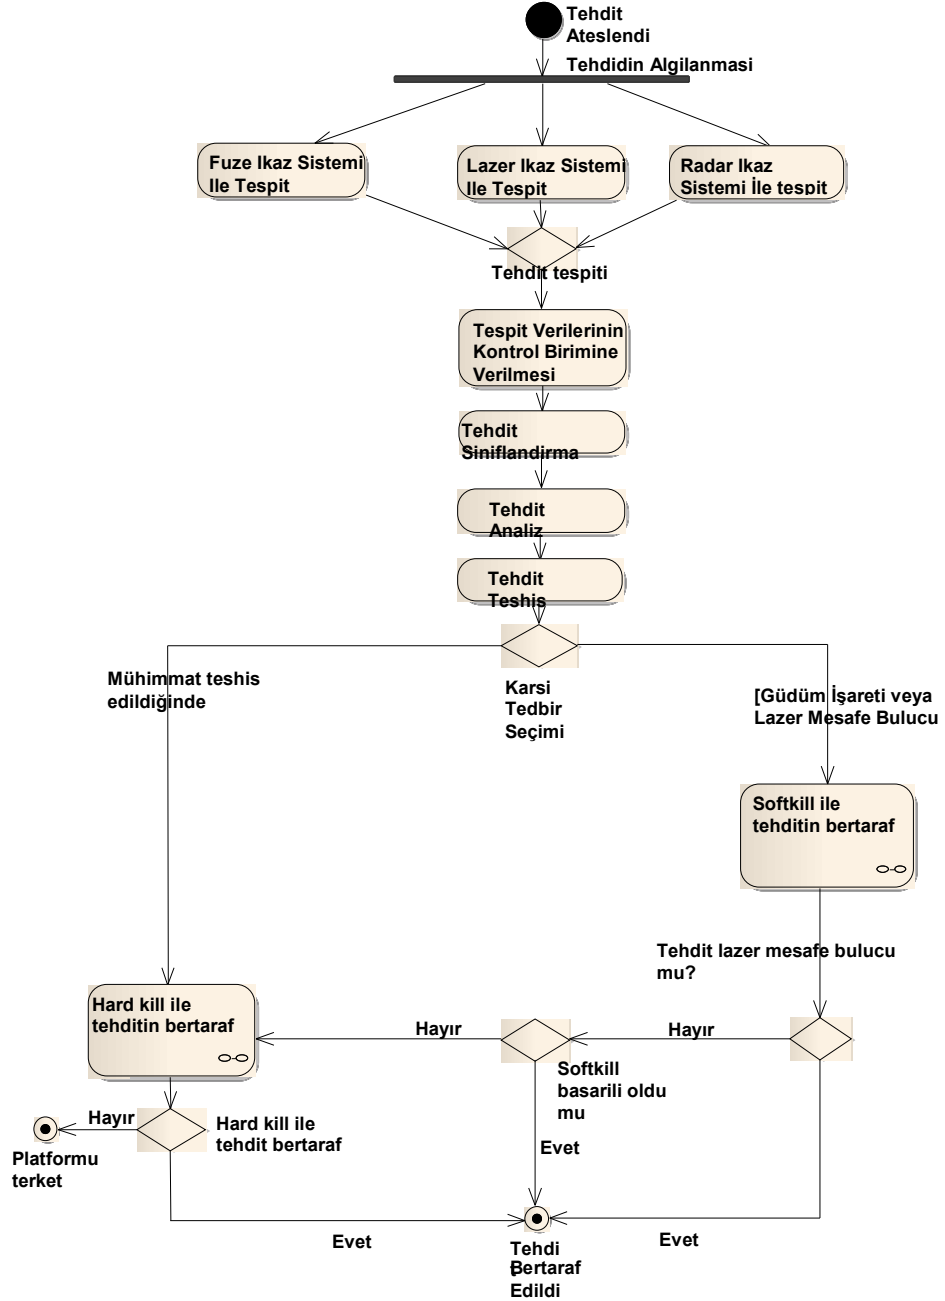 Tehdit
Ateslendi
Tehdidin Algilanmasi
Fuze Ikaz Sistemi
Ile Tespit
Lazer Ikaz Sistemi
Ile Tespit
Radar Ikaz
Sistemi İle tespit
Tehdit tespiti
Tespit Verilerinin
Kontrol Birimine
Verilmesi
Tehdit
Siniflandirma
Tehdit
Analiz
Tehdit
Teshis
Karsi
Tedbir
Seçimi
Mühimmat teshis
edildiğinde
[Güdüm İşareti veya
Lazer Mesafe Bulucu
Softkill ile
tehditin bertaraf
Tehdit lazer mesafe bulucu
mu?
Hard kill ile
tehditin bertaraf
Hayır
Hayır
Softkill
basarili oldu
mu
Hayır
Hard kill ile
tehdit bertaraf
Platformu
terket
Evet
Evet
Evet
Tehdi
t
Bertaraf
Edildi